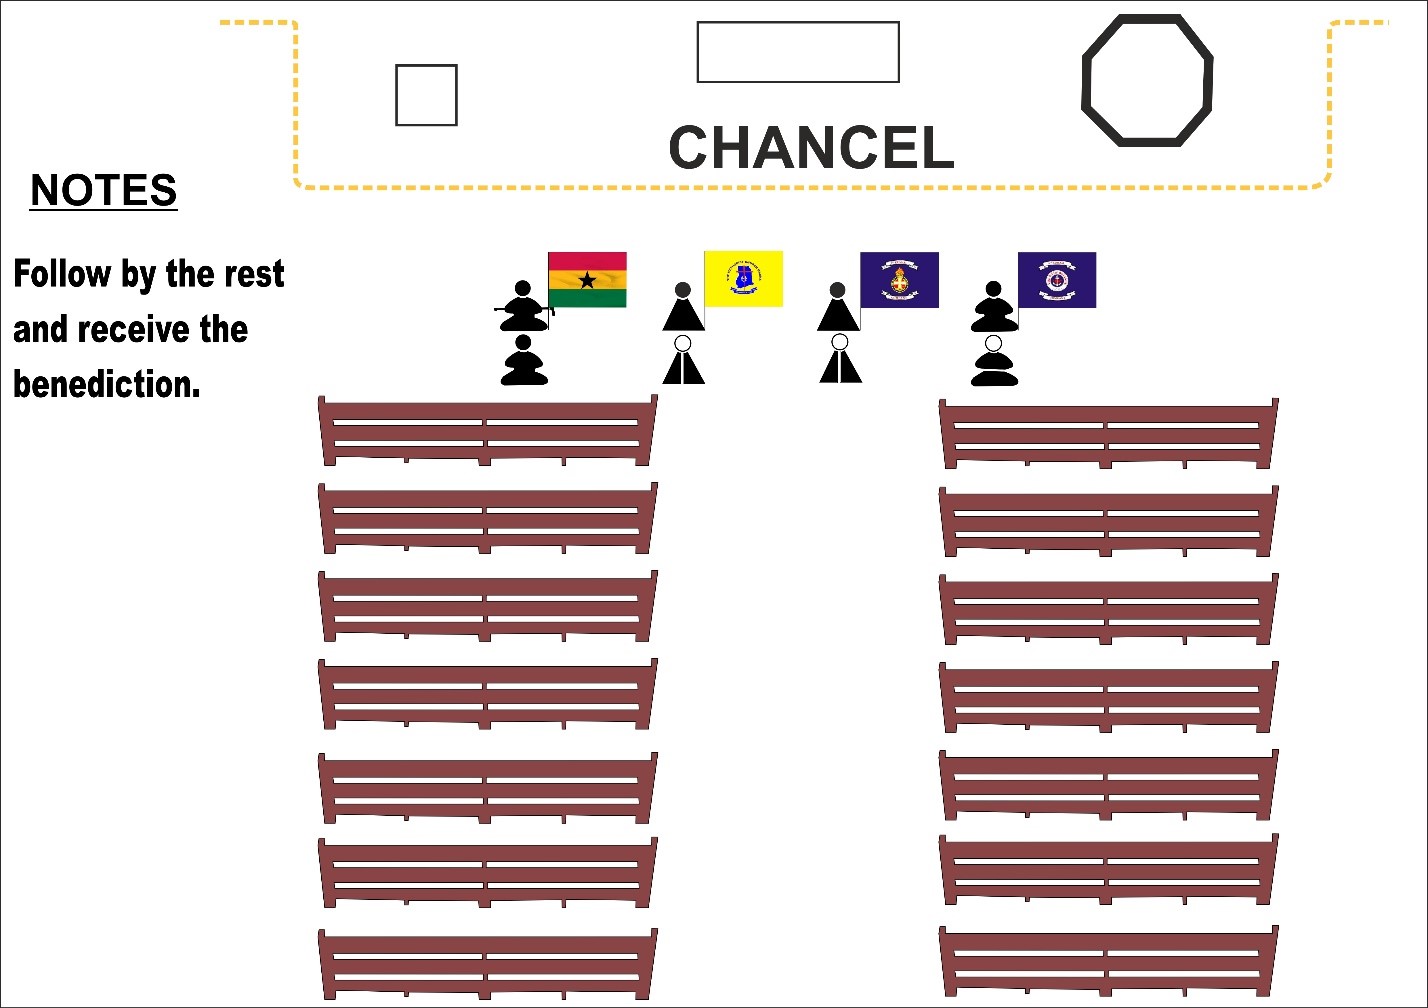 CHANCEL
NOTES
Follow by the rest
and receive the
benediction.